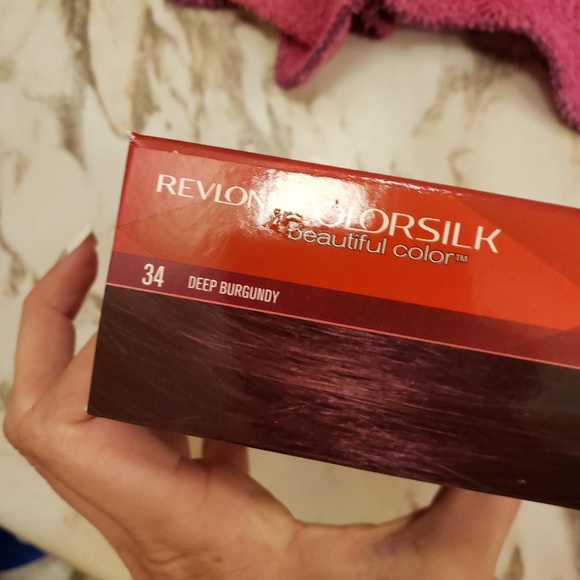 REVLON COLORSILK
beautiful color™
34 DEEP BURGUNDY